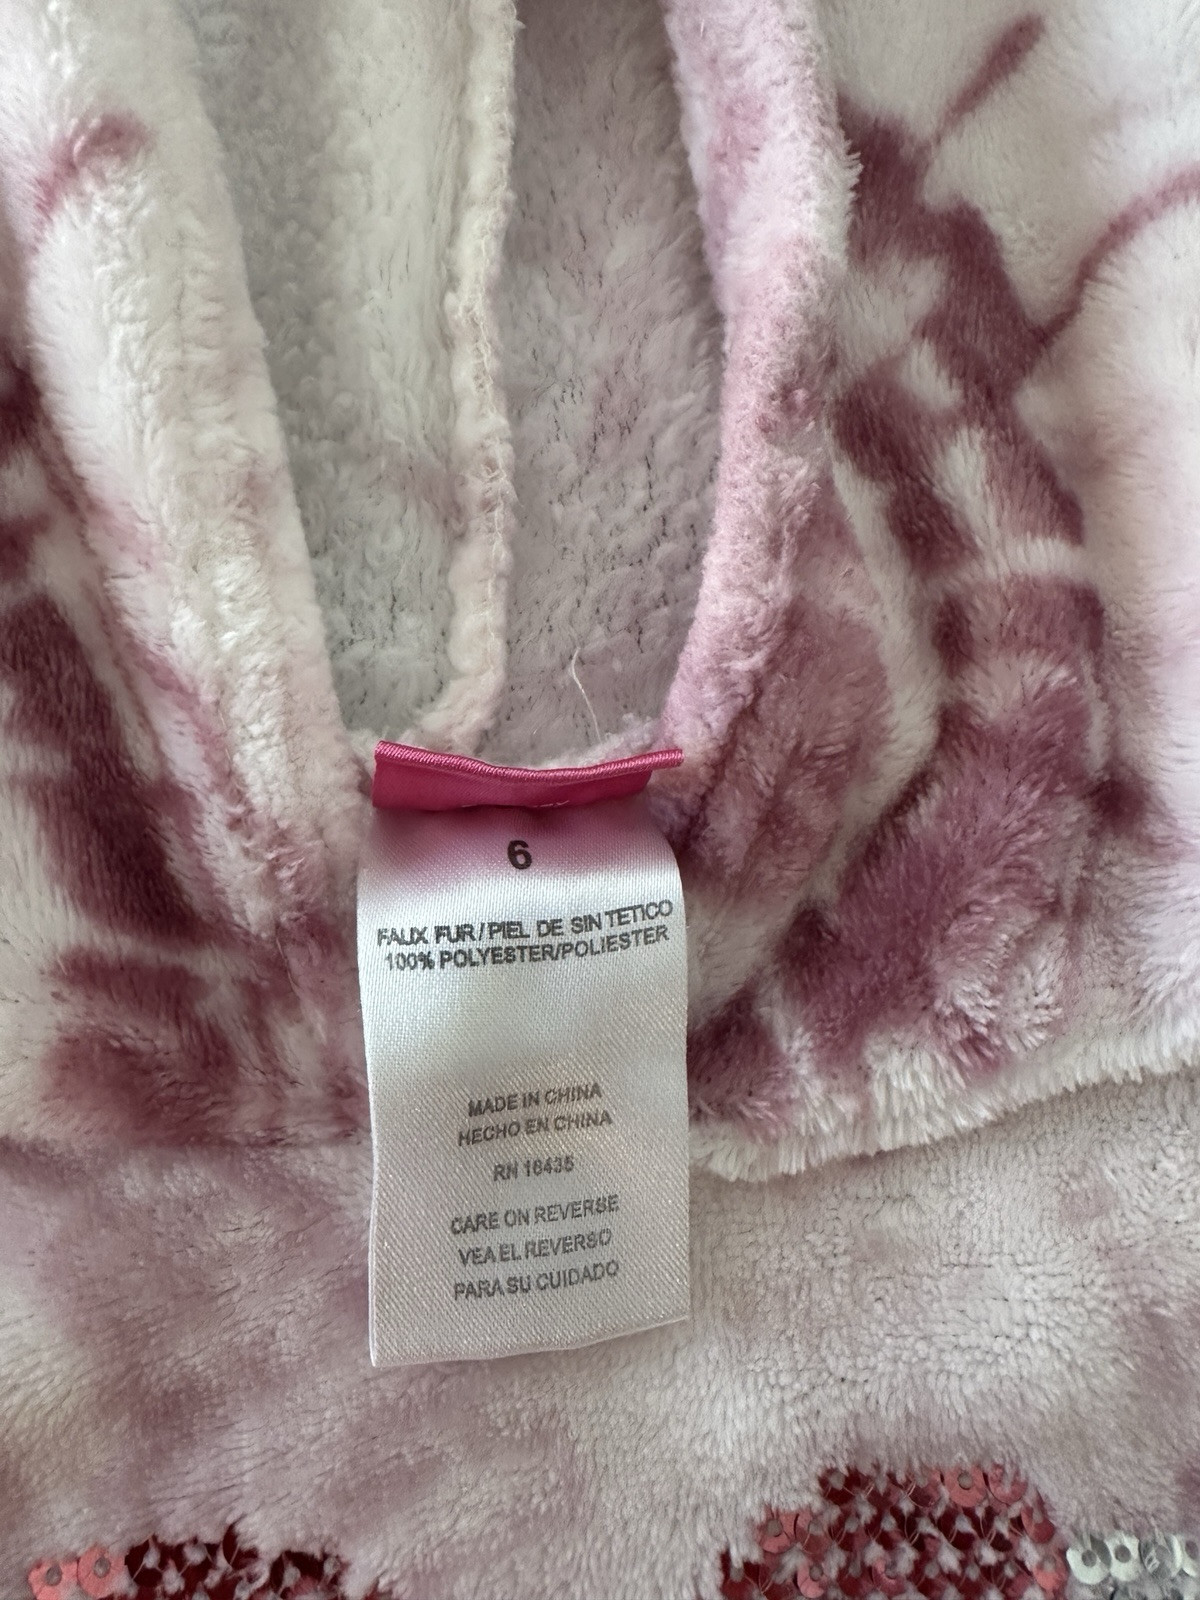 6
FAUX FUR/PIEL DE SIN TETICO
100% POLYESTER/POLIESTER
MADE IN CHINA
HECHO EN CHINA
RN 16435
CARE ON REVERSE
VEA EL REVERSO
PARA SU CUIDADO